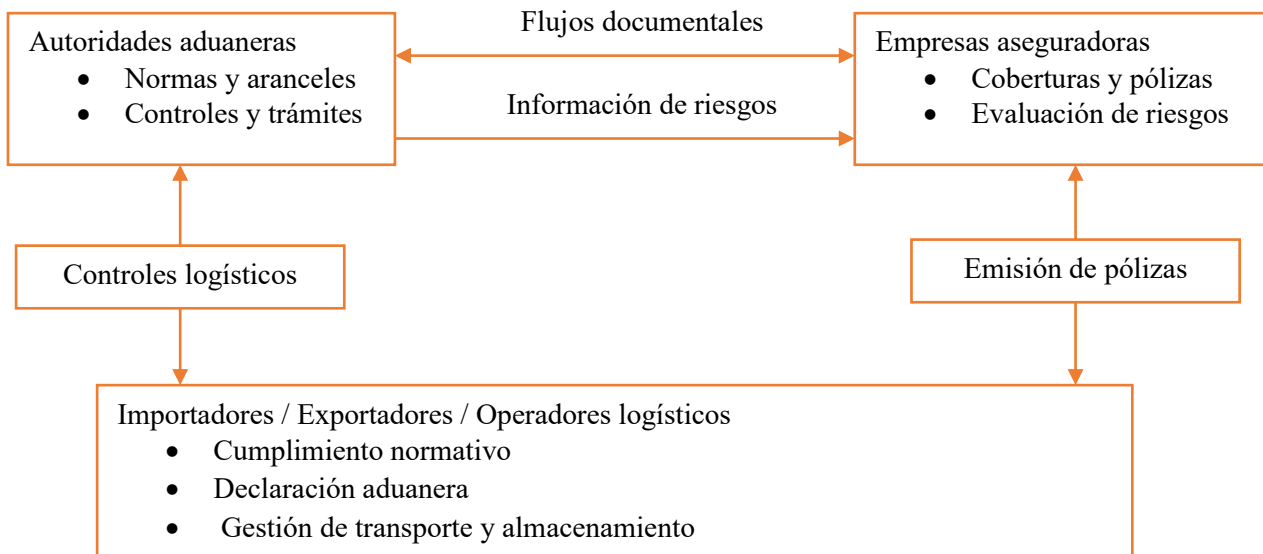 Autoridades aduaneras
• Normas y aranceles
• Controles y trámites
Flujos documentales
Información de riesgos
Empresas aseguradoras
• Coberturas y pólizas
• Evaluación de riesgos
Controles logísticos
Emisión de pólizas
Importadores / Exportadores / Operadores logísticos
• Cumplimiento normativo
• Declaración aduanera
• Gestión de transporte y almacenamiento